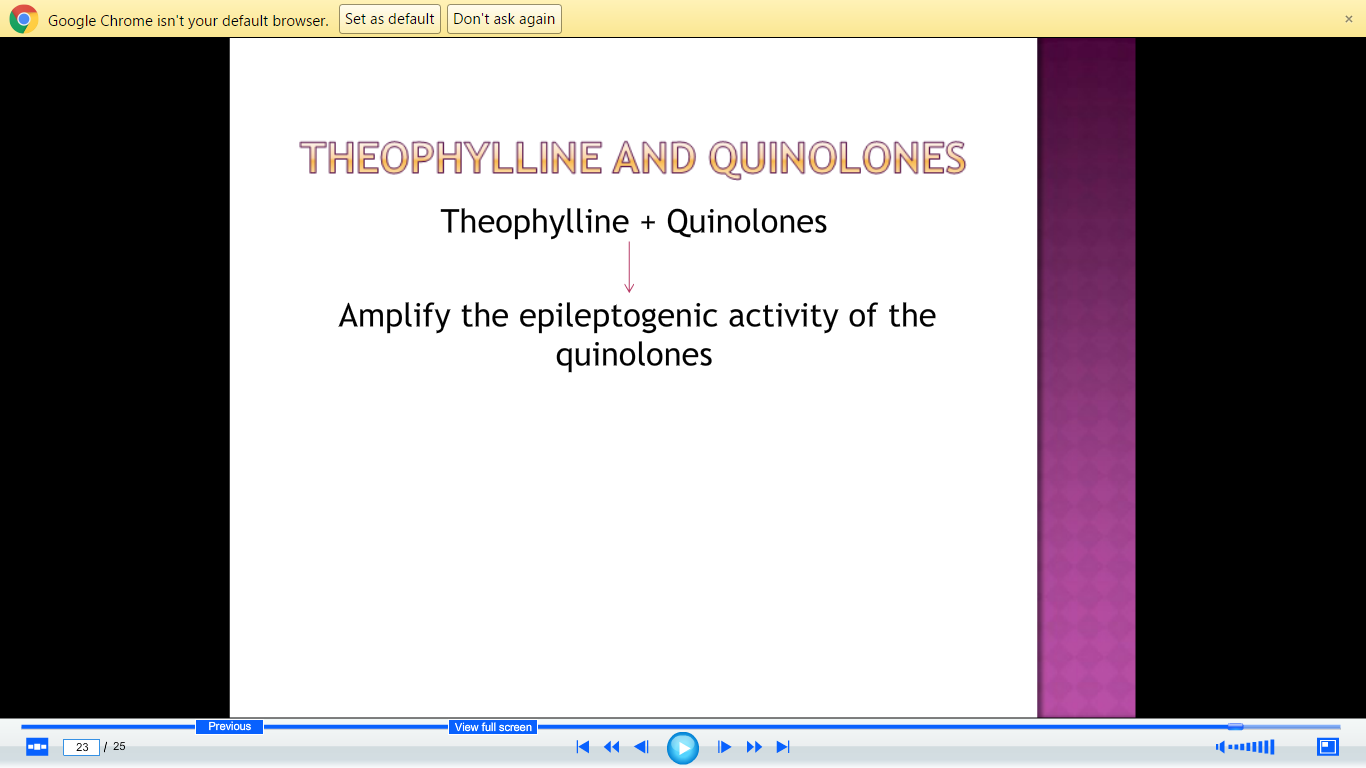 Google Chrome isn't your default browser. Set as default Don't ask again ×
THEOPHYLLINE AND QUINOLONES
Theophylline + Quinolones
Amplify the epileptogenic activity of the
quinolones
Previous View full screen
23 / 25